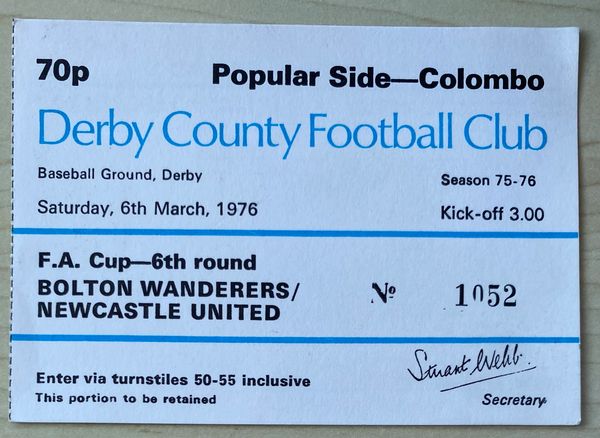 70p Popular Side—Colombo
Derby County Football Club
Baseball Ground, Derby Season 75-76
Saturday, 6th March, 1976 Kick-off 3.00
F.A. Cup—6th round
BOLTON WANDERERS/
NEWCASTLE UNITED
No 1052
Enter via turnstiles 50-55 inclusive
This portion to be retained
Stuart Webb.
Secretary